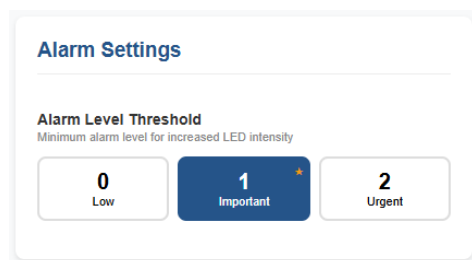 Alarm Settings
Alarm Level Threshold
Minimum alarm level for increased LED intensity
0
Low
1
Important
2
Urgent